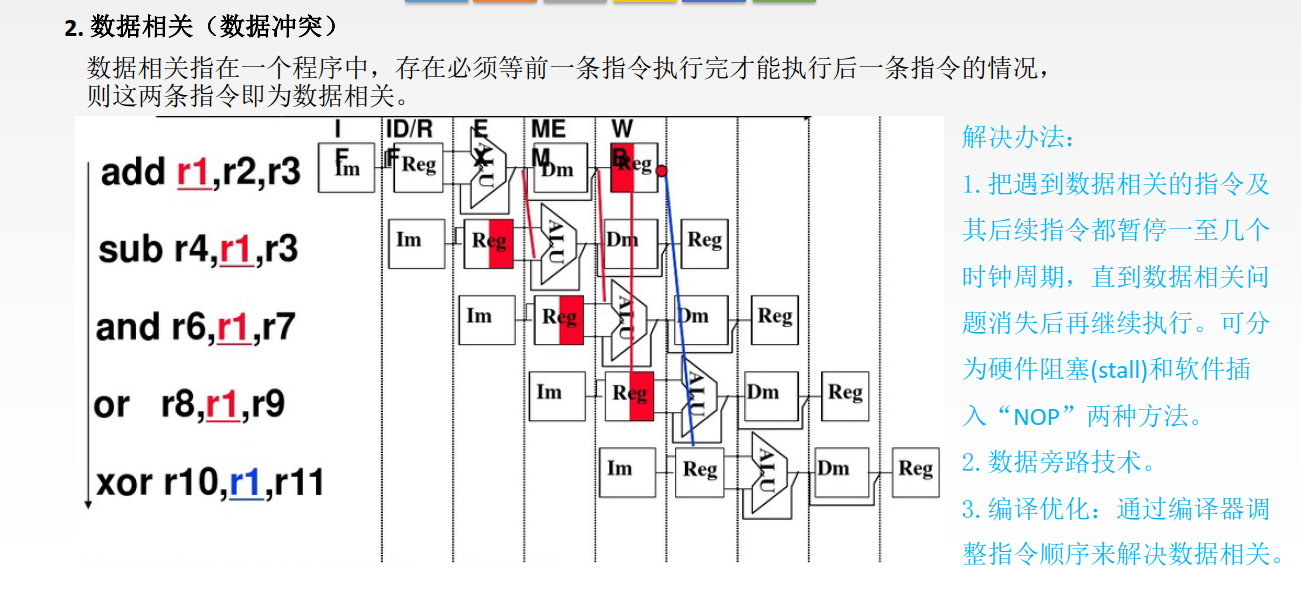 2. 数据相关（数据冲突）
数据相关指在一个程序中，存在必须等前一条指令执行完才能执行后一条指令的情况，
则这两条指令即为数据相关。
IF ID/RF EX MEM WB
add r1,r2,r3
Im Reg ALU Dm Reg
sub r4,r1,r3
Im Reg ALU Dm Reg
and r6,r1,r7
Im Reg ALU Dm Reg
or r8,r1,r9
Im Reg ALU Dm Reg
xor r10,r1,r11
Im Reg ALU Dm Reg
解决办法：
1. 把遇到数据相关的指令及
其后续指令都暂停一至几个
时钟周期，直到数据相关问
题消失后再继续执行。可分
为硬件阻塞(stall)和软件插
入“NOP”两种方法。
2. 数据旁路技术。
3. 编译优化：通过编译器调
整指令顺序来解决数据相关。